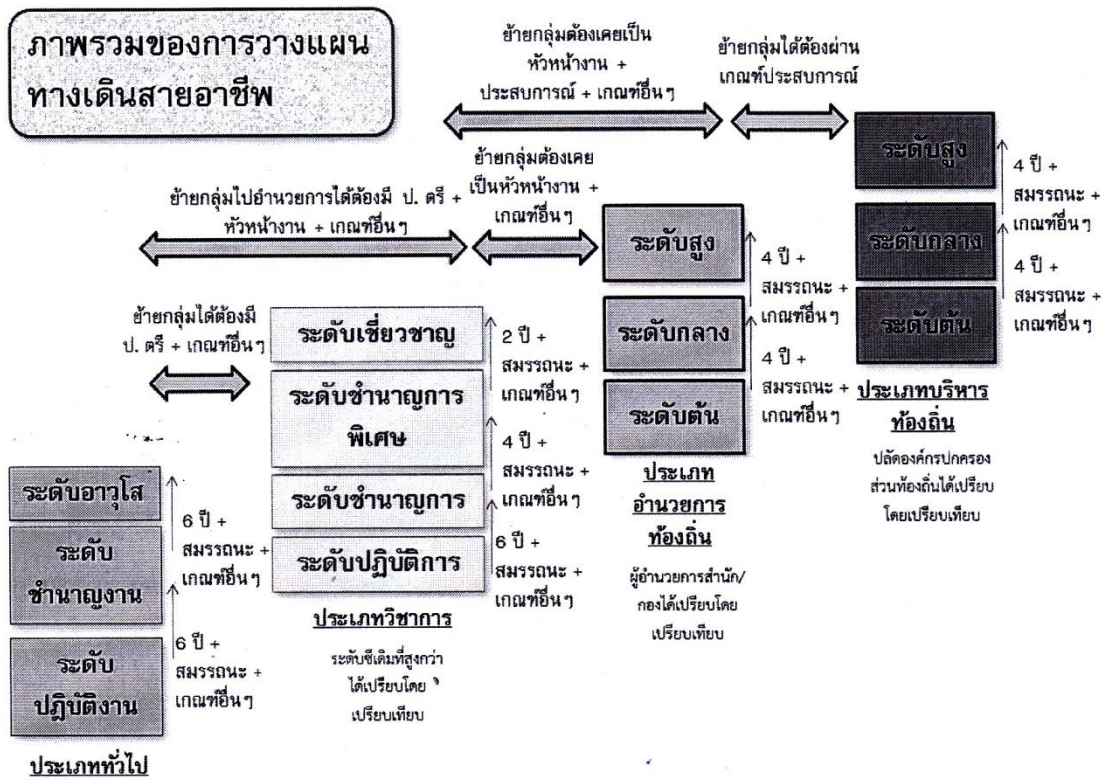 ภาพรวมของการวางแผน
ทางเดินสายอาชีพ
ย้ายกลุ่มต้องเคยเป็น
หัวหน้างาน +
ประสบการณ์ + เกณฑ์อื่นๆ
ย้ายกลุ่มได้ต้องผ่าน
เกณฑ์ประสบการณ์
ย้ายกลุ่มไปอำนวยการได้ต้องมี ป. ตรี +
หัวหน้างาน + เกณฑ์อื่นๆ
ย้ายกลุ่มต้องเคย
เป็นหัวหน้างาน +
เกณฑ์อื่นๆ
ย้ายกลุ่มได้ต้องมี
ป. ตรี + เกณฑ์อื่นๆ
ระดับอาวุโส
ระดับ
ชำนาญงาน
ระดับ
ปฏิบัติงาน
6 ปี +
สมรรถนะ +
เกณฑ์อื่นๆ
6 ปี +
สมรรถนะ +
เกณฑ์อื่นๆ
ประเภททั่วไป
ระดับเชี่ยวชาญ
ระดับชำนาญการ
พิเศษ
ระดับชำนาญการ
ระดับปฏิบัติการ
2 ปี +
สมรรถนะ +
เกณฑ์อื่นๆ
4 ปี +
สมรรถนะ +
เกณฑ์อื่นๆ
6 ปี +
สมรรถนะ +
เกณฑ์อื่นๆ
ประเภทวิชาการ
ระดับซีเดิมที่สูงกว่า
ได้เปรียบโดย
เปรียบเทียบ
ระดับสูง
ระดับกลาง
ระดับต้น
4 ปี +
สมรรถนะ +
เกณฑ์อื่นๆ
4 ปี +
สมรรถนะ +
เกณฑ์อื่นๆ
ประเภท
อำนวยการ
ท้องถิ่น
ผู้อำนวยการสำนัก/
กองได้เปรียบโดย
เปรียบเทียบ
ระดับสูง
ระดับกลาง
ระดับต้น
4 ปี +
สมรรถนะ +
เกณฑ์อื่นๆ
4 ปี +
สมรรถนะ +
เกณฑ์อื่นๆ
ประเภทบริหาร
ท้องถิ่น
ปลัดองค์กรปกครอง
ส่วนท้องถิ่นได้เปรียบ
โดยเปรียบเทียบ